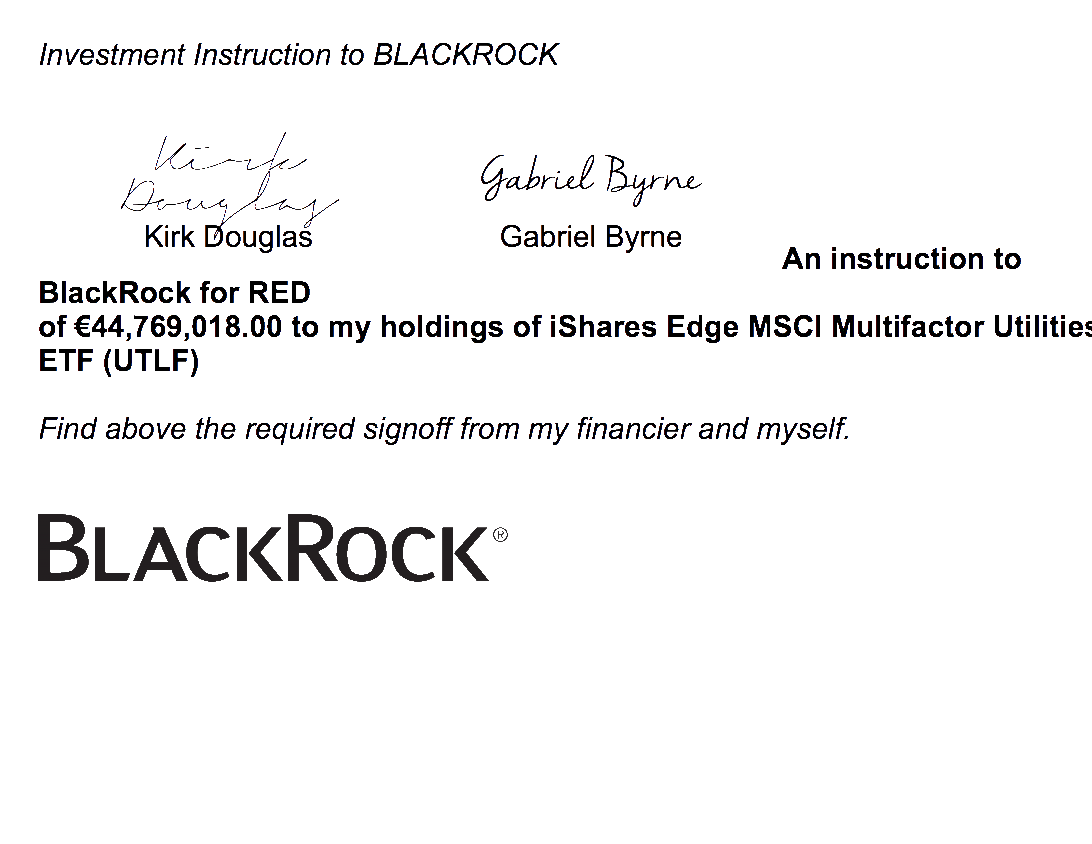 Investment Instruction to BLACKROCK
Kirk
Douglas
Gabriel Byrne
Kirk Douglas
Gabriel Byrne
An instruction to
BlackRock for RED
of €44,769,018.00 to my holdings of iShares Edge MSCI Multifactor Utilities
ETF (UTLF)
Find above the required signoff from my financier and myself.
BLACKROCK®